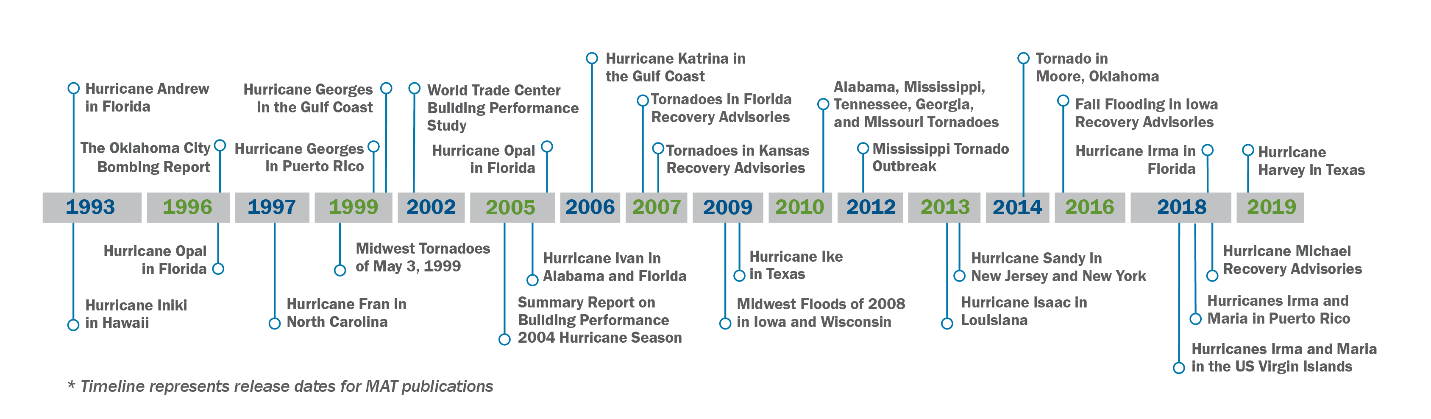 Hurricane Andrew
in Florida
The Oklahoma City
Bombing Report
Hurricane Georges
in the Gulf Coast
Hurricane Georges
in Puerto Rico
World Trade Center
Building Performance
Study
Hurricane Opal
in Florida
Hurricane Katrina in
the Gulf Coast
Tornadoes in Florida
Recovery Advisories
Tornadoes in Kansas
Recovery Advisories
Alabama, Mississippi,
Tennessee, Georgia,
and Missouri Tornadoes
Mississippi Tornado
Outbreak
Tornado in
Moore, Oklahoma
Fall Flooding in Iowa
Recovery Advisories
Hurricane Irma in
Florida
Hurricane
Harvey in Texas
1993 1996 1997 1999 2002 2005 2006 2007 2009 2010 2012 2013 2014 2016 2018 2019
Hurricane Opal
in Florida
Hurricane Iniki
in Hawaii
Hurricane Fran in
North Carolina
Midwest Tornadoes
of May 3, 1999
Hurricane Ivan in
Alabama and Florida
Summary Report on
Building Performance
2004 Hurricane Season
Hurricane Ike
in Texas
Midwest Floods of 2008
in Iowa and Wisconsin
Hurricane Sandy in
New Jersey and New York
Hurricane Isaac in
Louisiana
Hurricane Michael
Recovery Advisories
Hurricanes Irma and
Maria in Puerto Rico
Hurricanes Irma and Maria
in the US Virgin Islands
* Timeline represents release dates for MAT publications